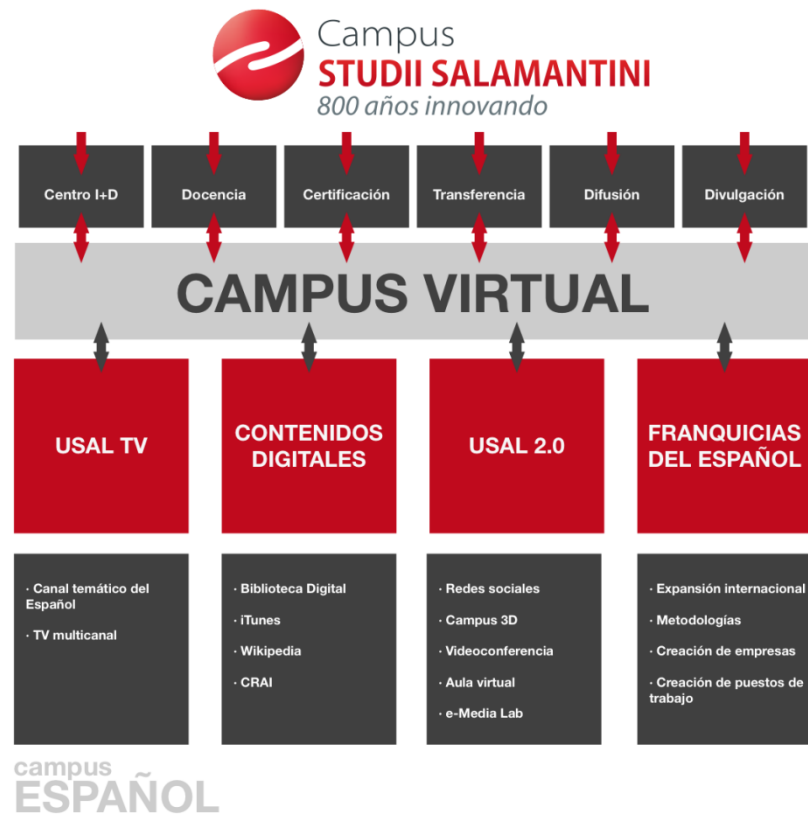 Campus
STUDII SALAMANTINI
800 años innovando
Centro I+D
Docencia
Certificación
Transferencia
Difusión
Divulgación
CAMPUS VIRTUAL
USAL TV
CONTENIDOS
DIGITALES
USAL 2.0
FRANQUICIAS
DEL ESPAÑOL
· Canal temático del
Español
· TV multicanal
· Biblioteca Digital
· iTunes
· Wikipedia
· CRAI
· Redes sociales
· Campus 3D
· Videoconferencia
· Aula virtual
· e-Media Lab
· Expansión internacional
· Metodologías
· Creación de empresas
· Creación de puestos de
trabajo
campus
ESPAÑOL